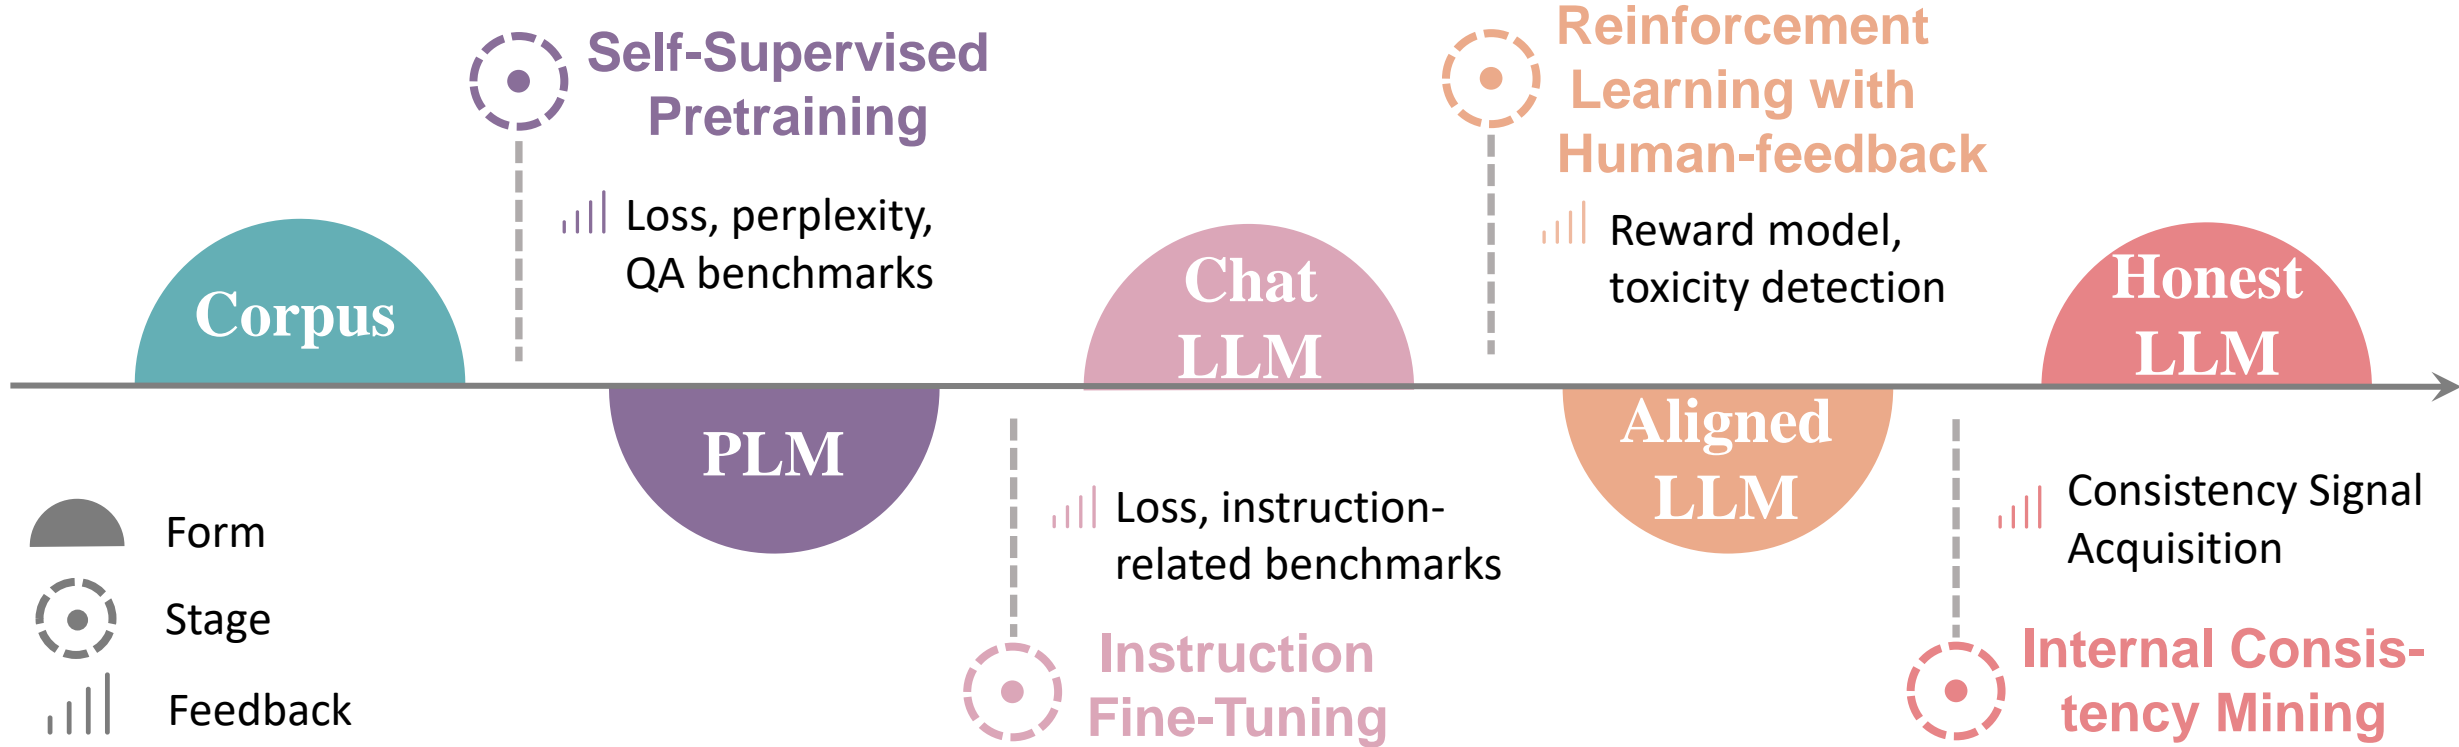 Self-Supervised
Pretraining
Loss, perplexity,
QA benchmarks
Reinforcement
Learning with
Human-feedback
Reward model,
toxicity detection
Corpus
PLM
Chat
LLM
Aligned
LLM
Honest
LLM
Loss, instruction-
related benchmarks
Instruction
Fine-Tuning
Consistency Signal
Acquisition
Internal Consis-
tency Mining
Form
Stage
Feedback